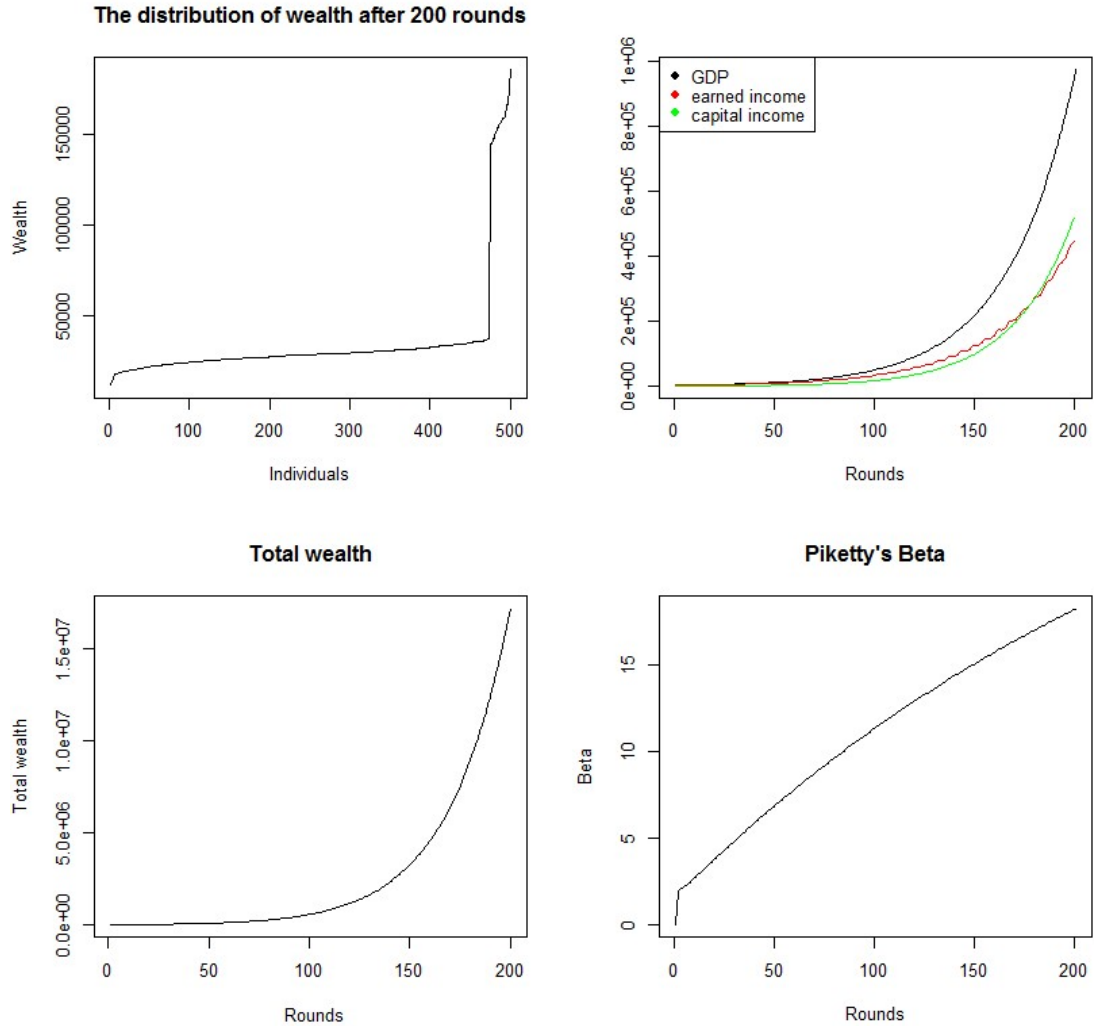 The distribution of wealth after 200 rounds
Wealth
50000
100000
150000
0
100
200
300
400
500
Individuals
GDP
earned income
capital income
0e+00
2e+05
4e+05
6e+05
8e+05
1e+06
0
50
100
150
200
Rounds
Total wealth
Total wealth
0.0e+00
5.0e+06
1.0e+07
1.5e+07
0
50
100
150
200
Rounds
Piketty's Beta
Beta
0
5
10
15
0
50
100
150
200
Rounds